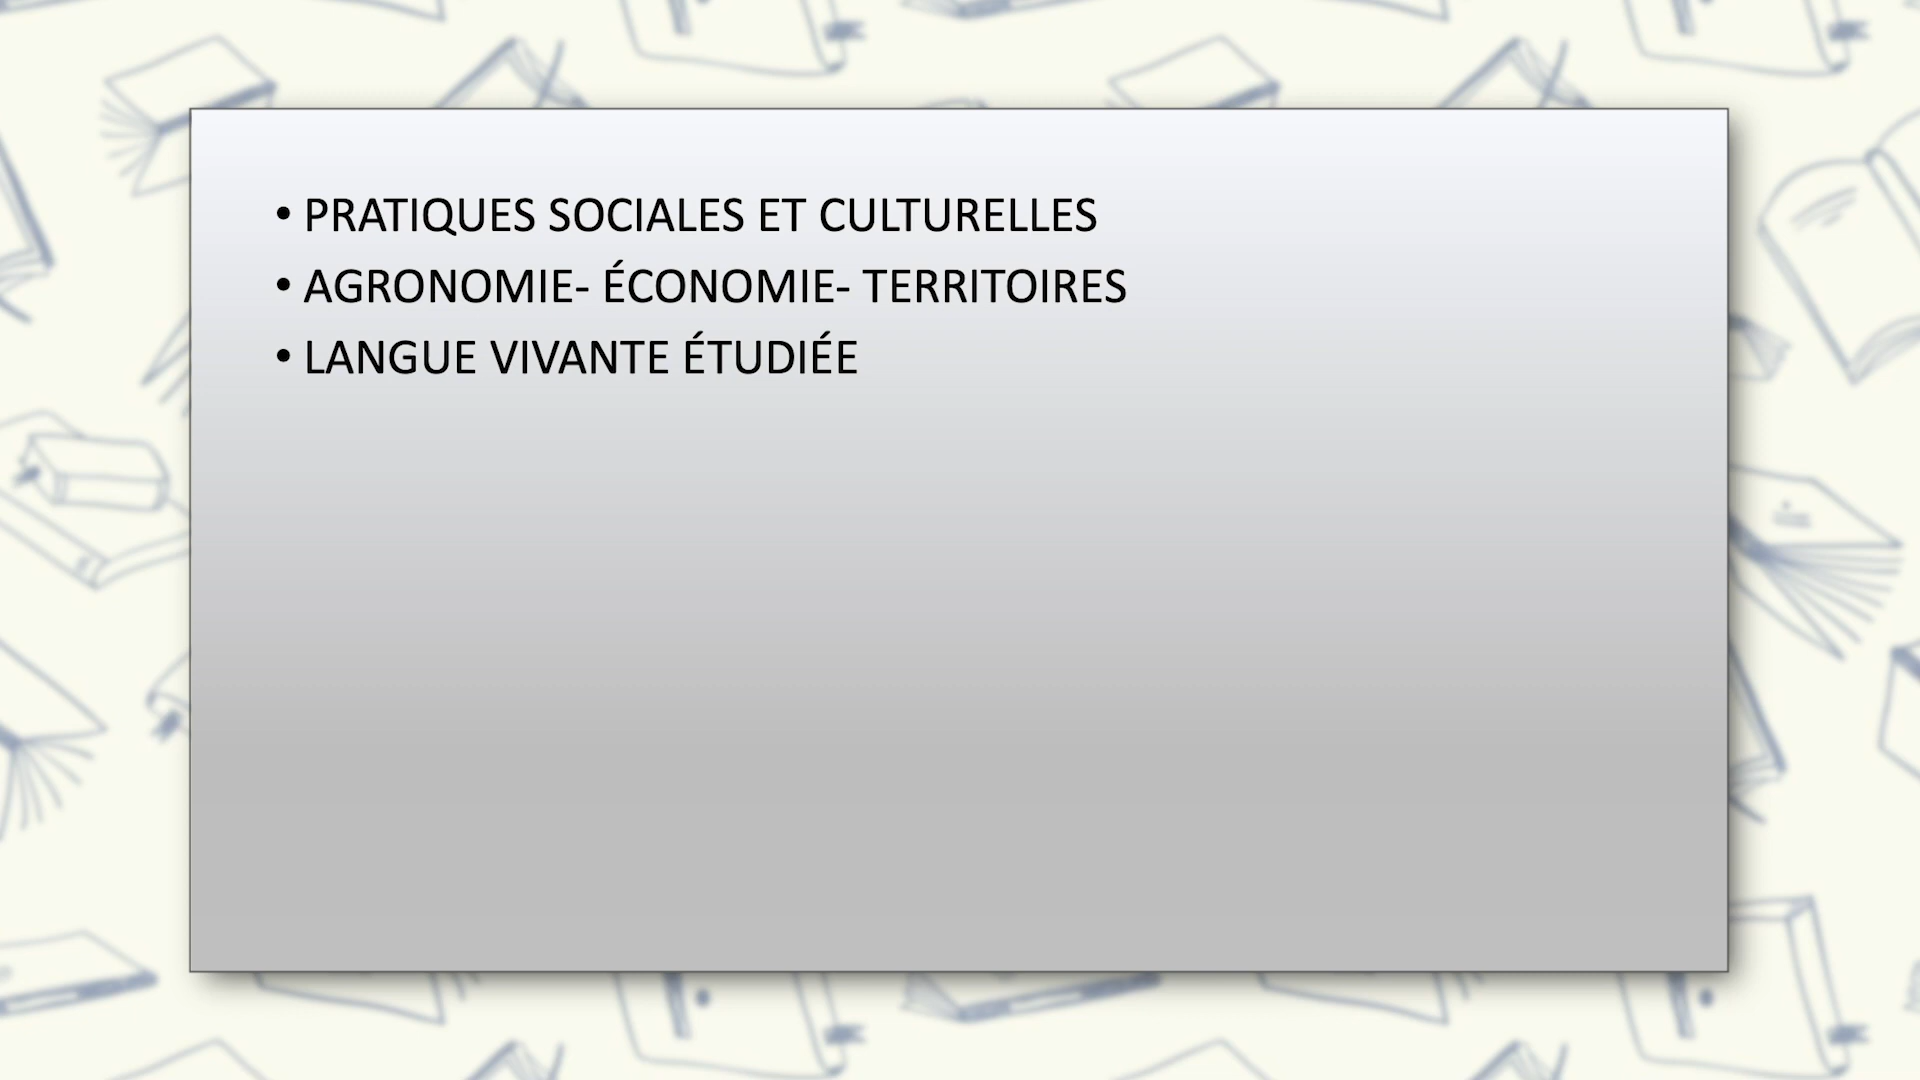 • PRATIQUES SOCIALES ET CULTURELLES
• AGRONOMIE- ÉCONOMIE- TERRITOIRES
• LANGUE VIVANTE ÉTUDIÉE